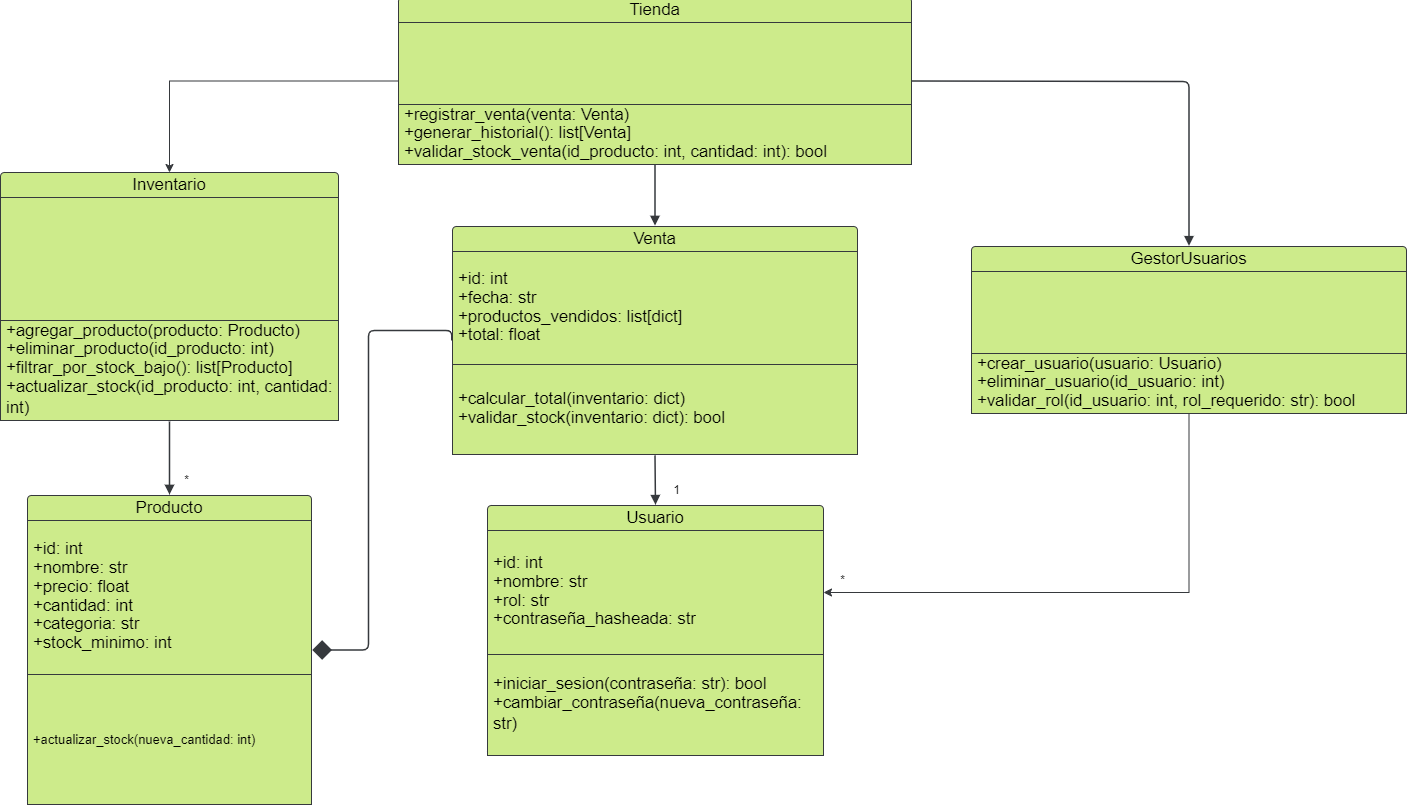 Tienda
+registrar_venta(venta: Venta)
+generar_historial(): list[Venta]
+validar_stock_venta(id_producto: int, cantidad: int): bool
Inventario
+agregar_producto(producto: Producto)
+eliminar_producto(id_producto: int)
+filtrar_por_stock_bajo(): list[Producto]
+actualizar_stock(id_producto: int, cantidad:
int)
Venta
+id: int
+fecha: str
+productos_vendidos: list[dict]
+total: float
+calcular_total(inventario: dict)
+validar_stock(inventario: dict): bool
GestorUsuarios
+crear_usuario(usuario: Usuario)
+eliminar_usuario(id_usuario: int)
+validar_rol(id_usuario: int, rol_requerido: str): bool
*
Producto
+id: int
+nombre: str
+precio: float
+cantidad: int
+categoria: str
+stock_minimo: int
+actualizar_stock(nueva_cantidad: int)
1
Usuario
+id: int
+nombre: str
+rol: str
+contraseña_hasheada: str
+iniciar_sesion(contraseña: str): bool
+cambiar_contraseña(nueva_contraseña:
str)
*